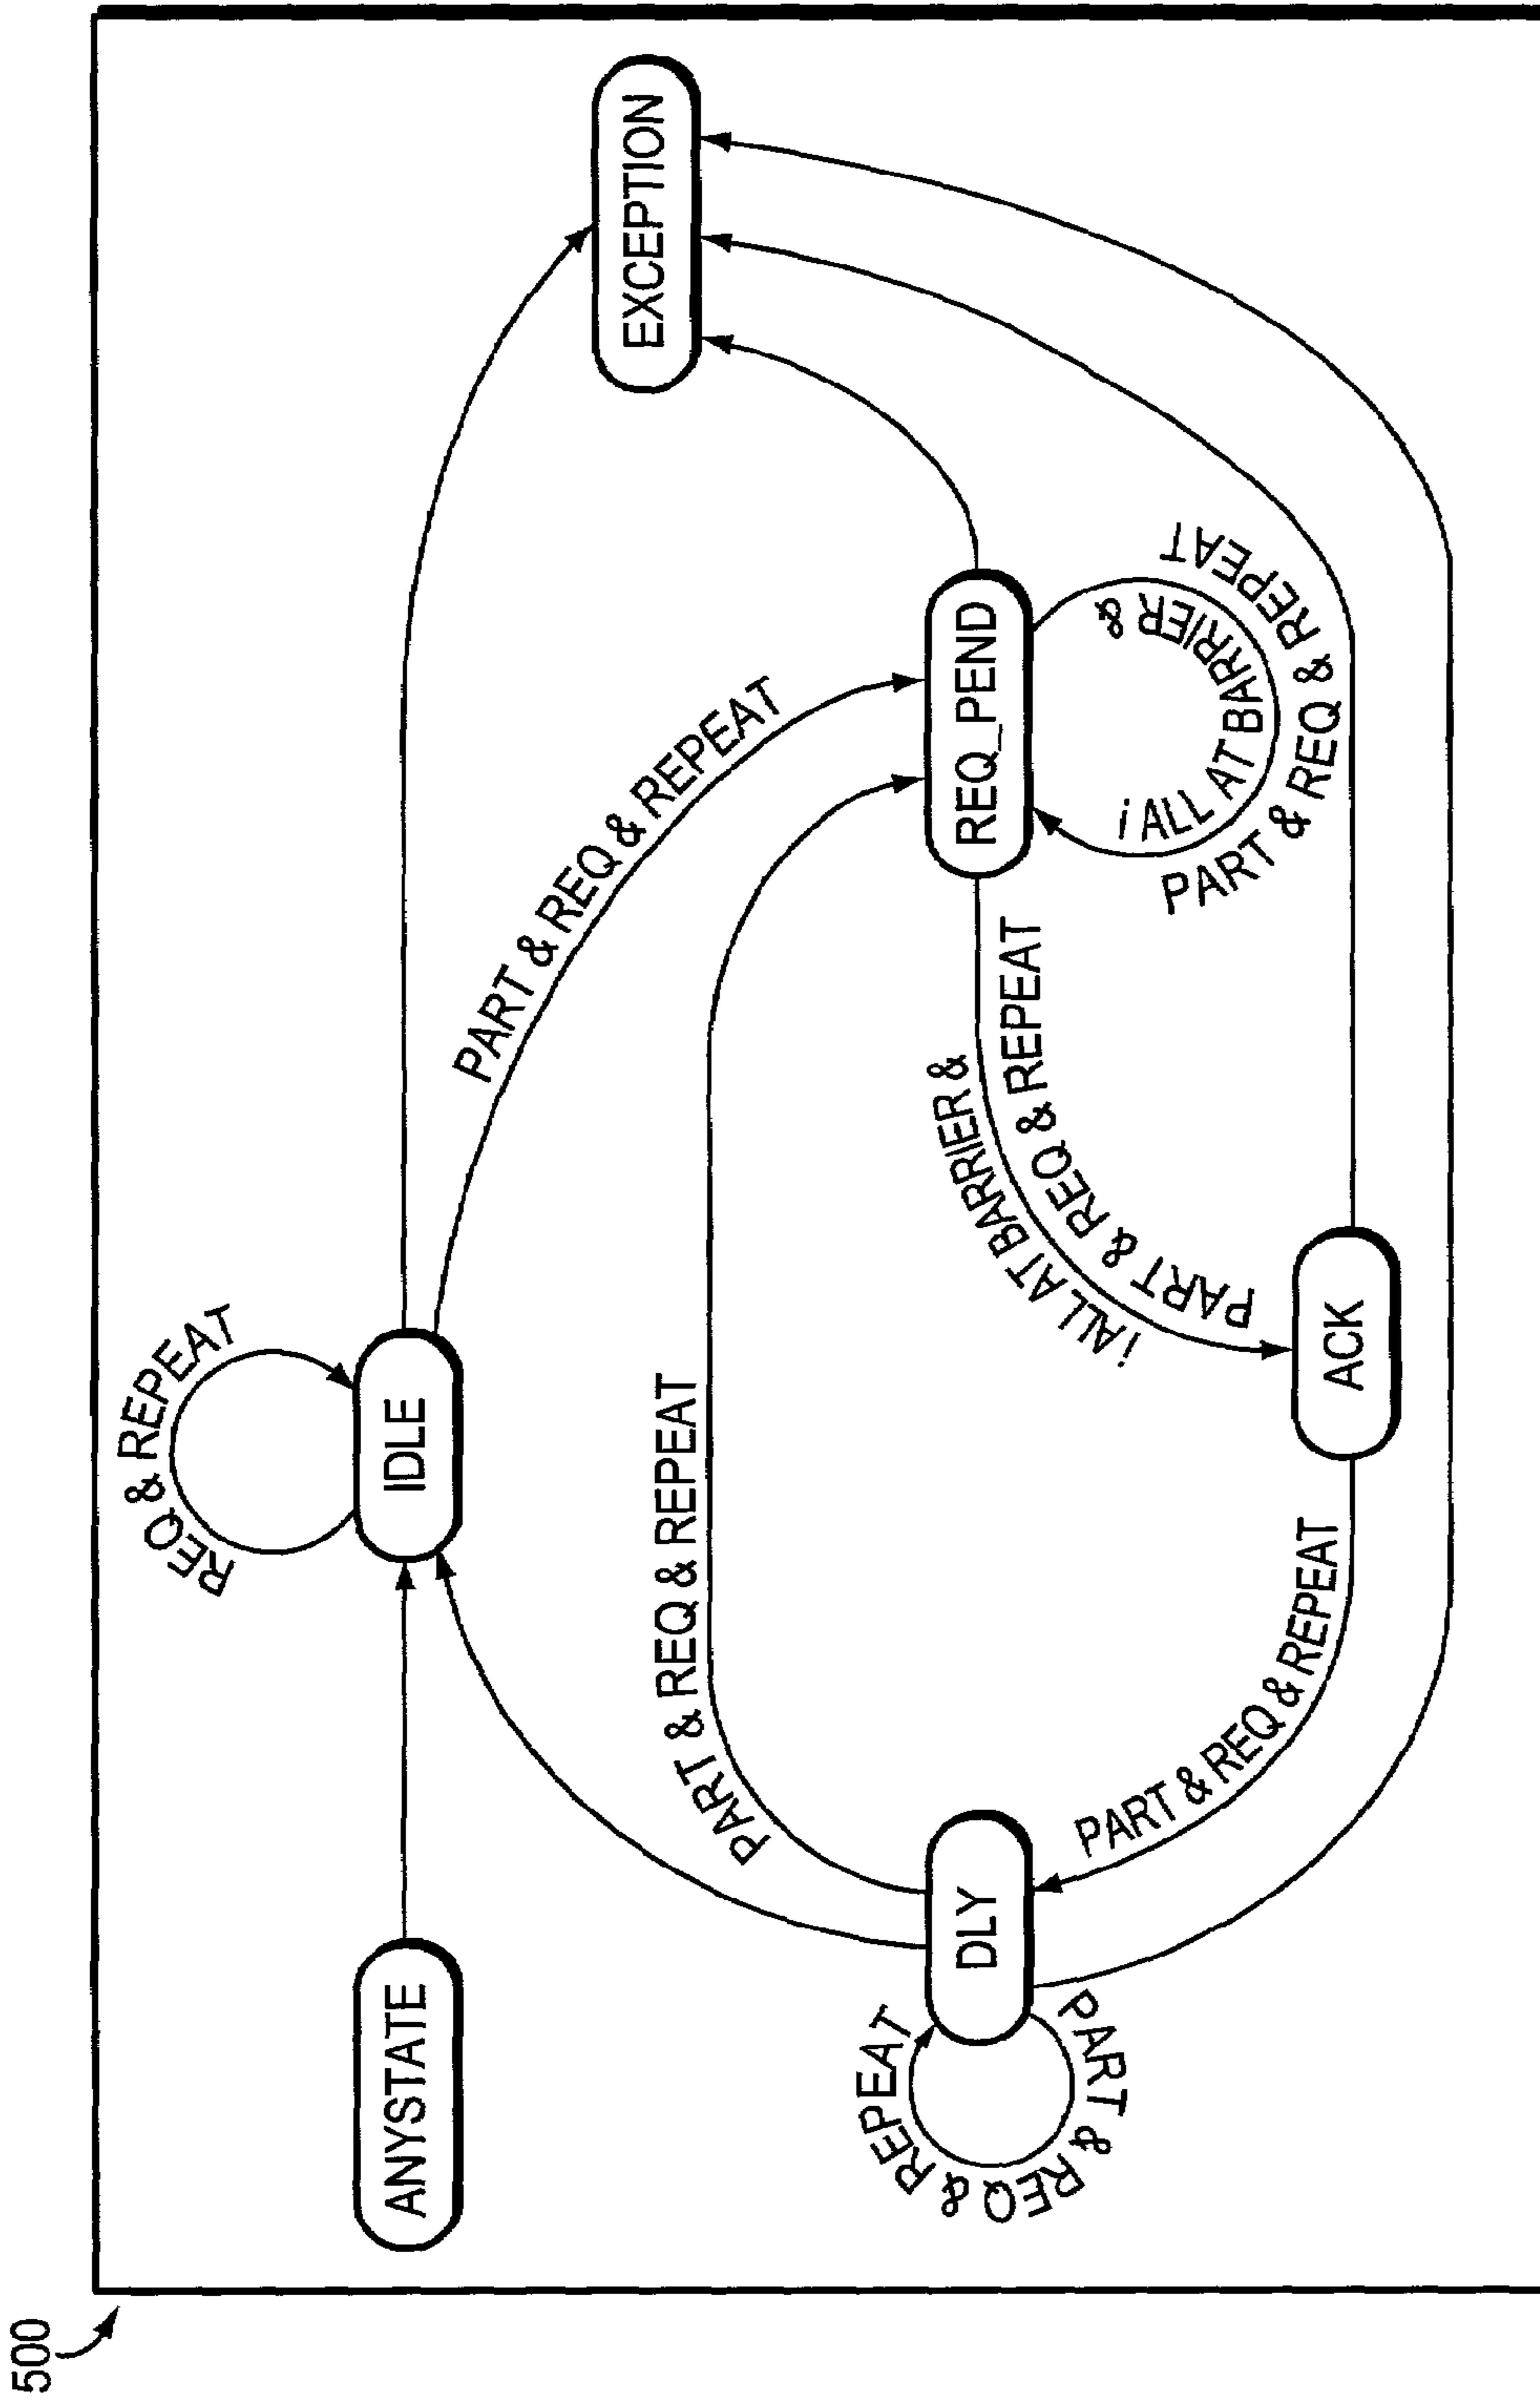 500
ANYSTATE
IDLE
REQ & REPEAT
EXCEPTION
PART & REQ & REPEAT
PART & REQ & REPEAT
DLY
PART & REQ & REPEAT
REQ_PEND
i ALL AT BARRIER &
PART & REQ & REPEAT
i ALL AT BARRIER &
PART & REQ & REPEAT
ACK
PART & REQ & REPEAT